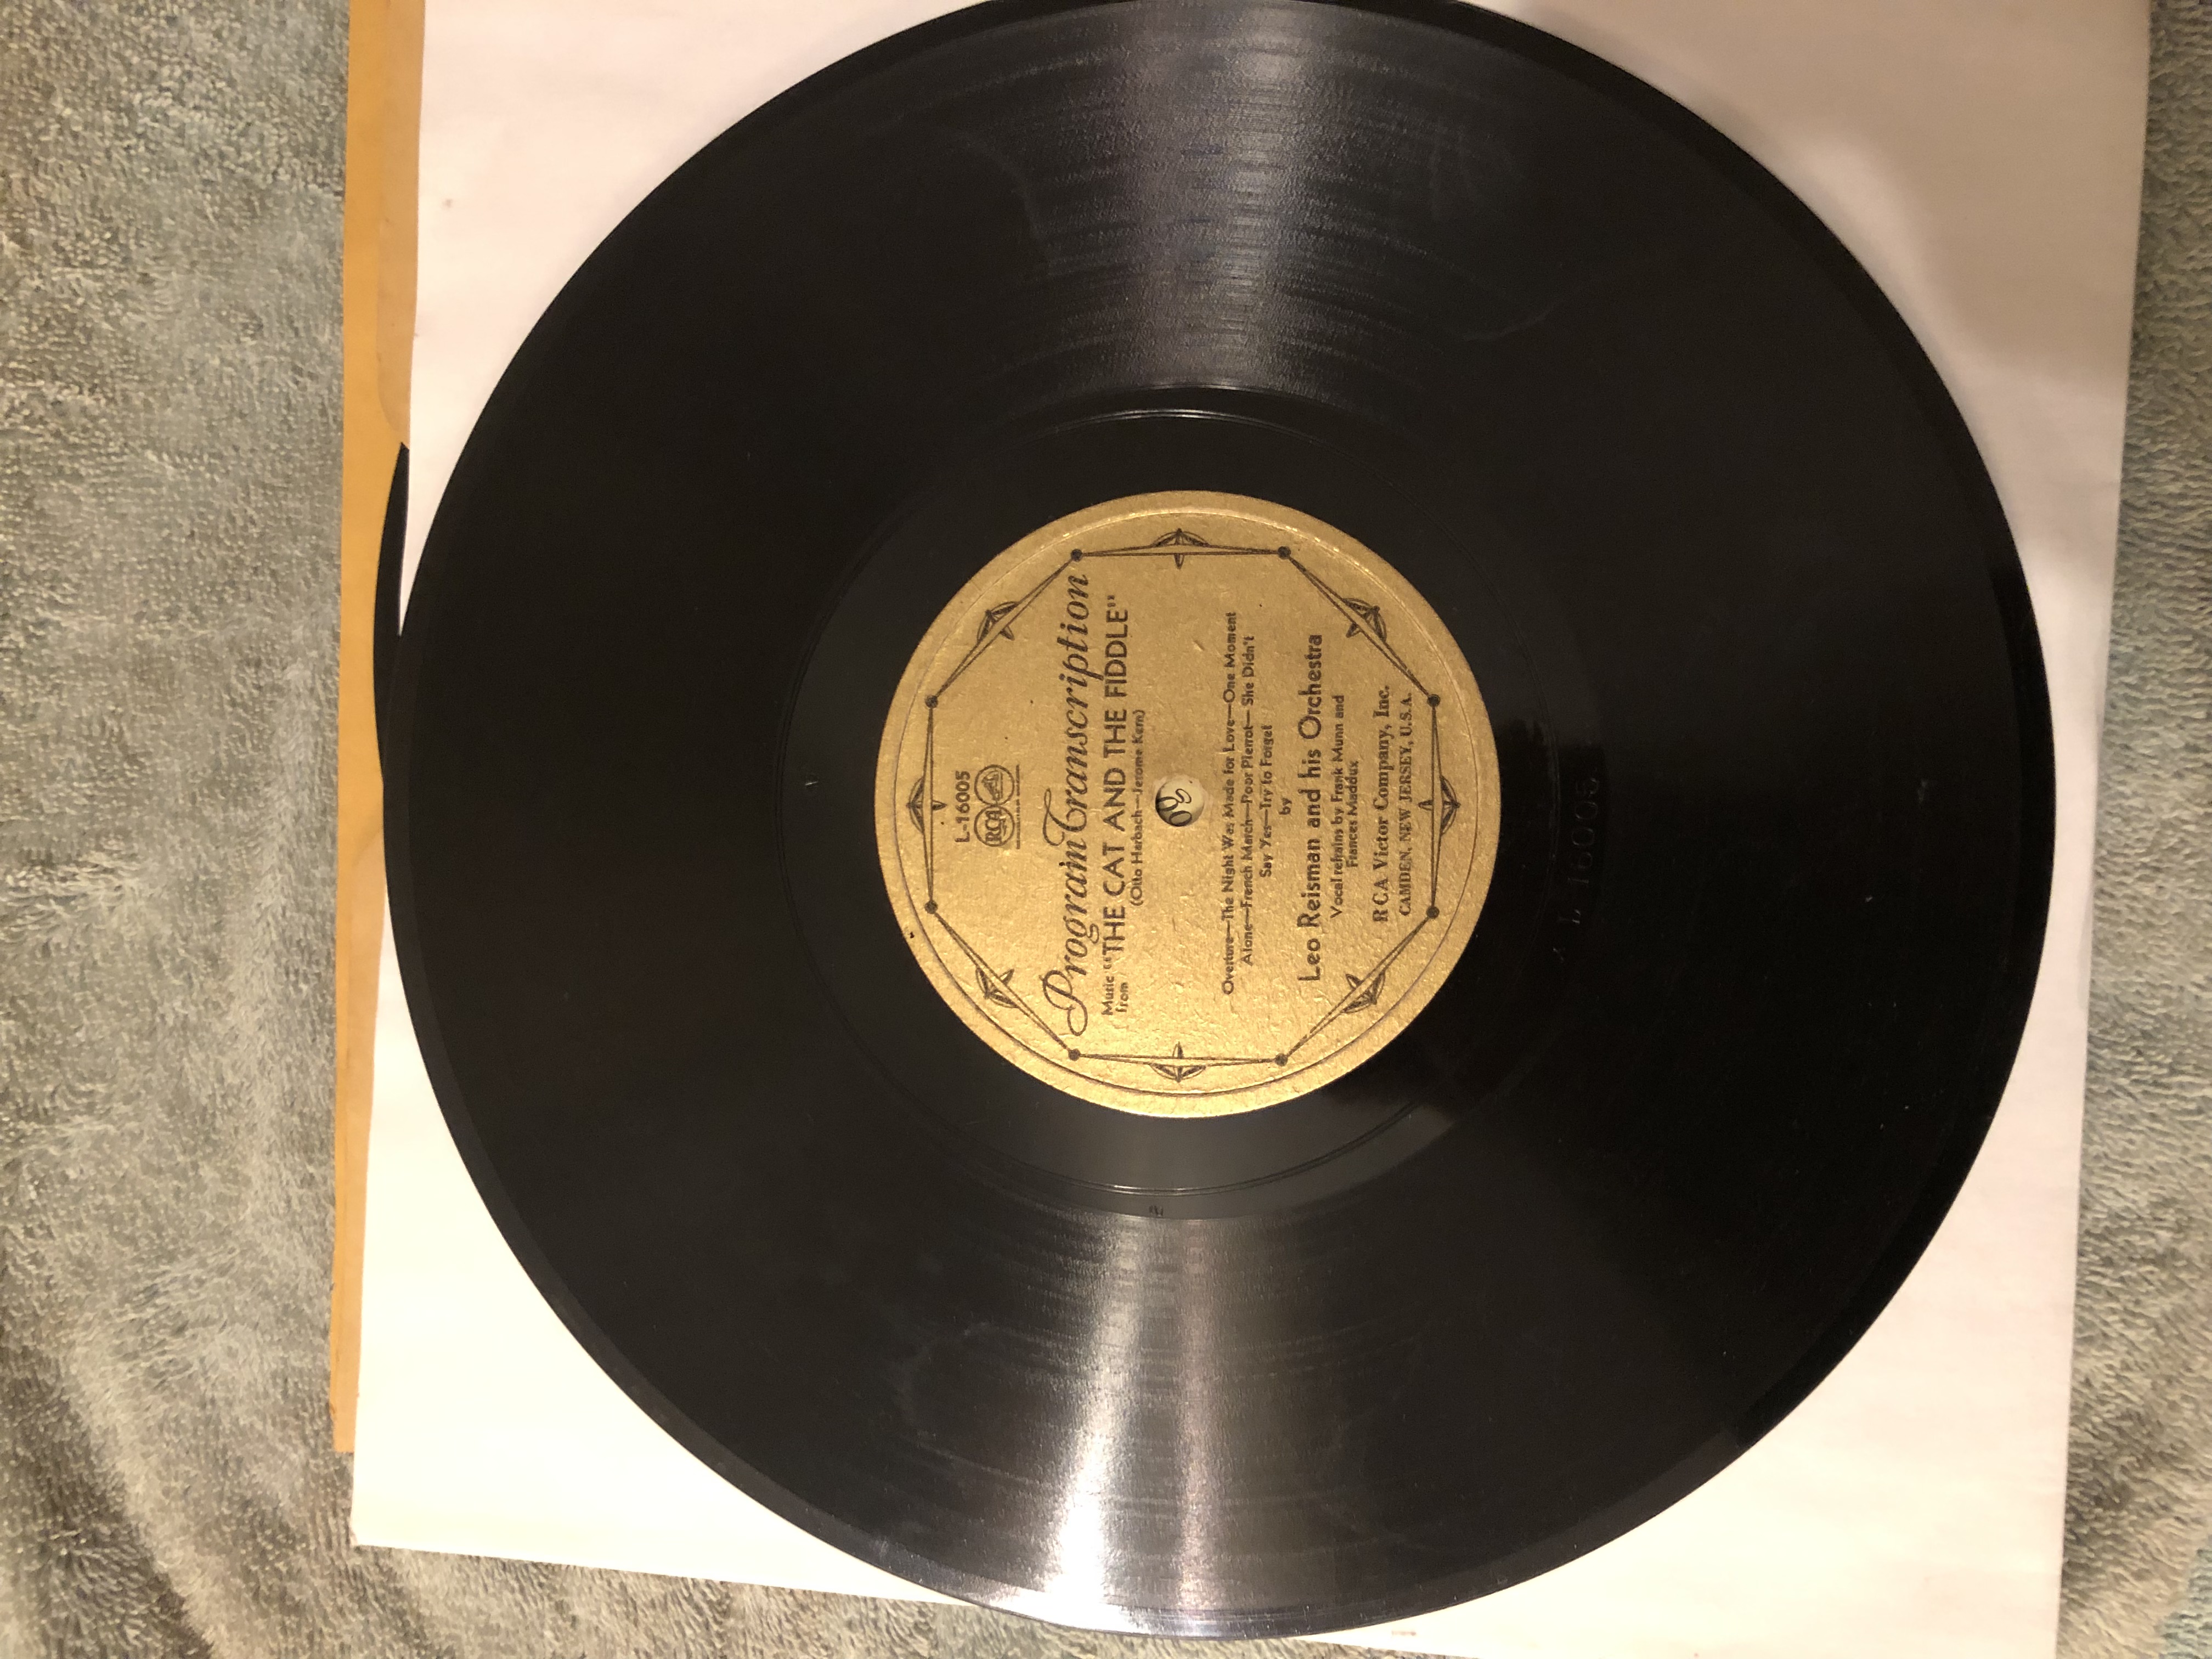 L-16005
RCA
Program Transcription
Music from "THE CAT AND THE FIDDLE"
(Otto Harbach—Jerome Kern)
Overture—The Night Was Made for Love—One Moment
Alone—French March—Poor Pierrot—She Didn't
Say Yes—Try to Forget
by
Leo Reisman and his Orchestra
Vocal refrains by Frank Munn and
Frances Maddux
RCA Victor Company, Inc.
CAMDEN, NEW JERSEY, U.S.A.
L 16005